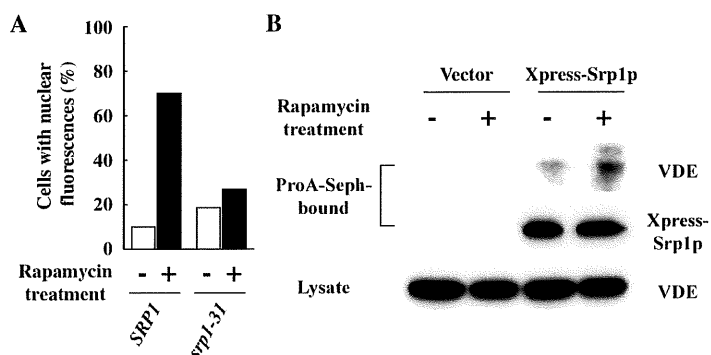 A
Cells with nuclear
fluorescences (%)
100
80
60
40
20
0
Rapamycin
treatment
- + - +
SRP1
srp1-31
B
Vector
Xpress-Srp1p
Rapamycin
treatment
- + - +
ProA-Seph-
bound
VDE
Xpress-
Srp1p
Lysate
VDE